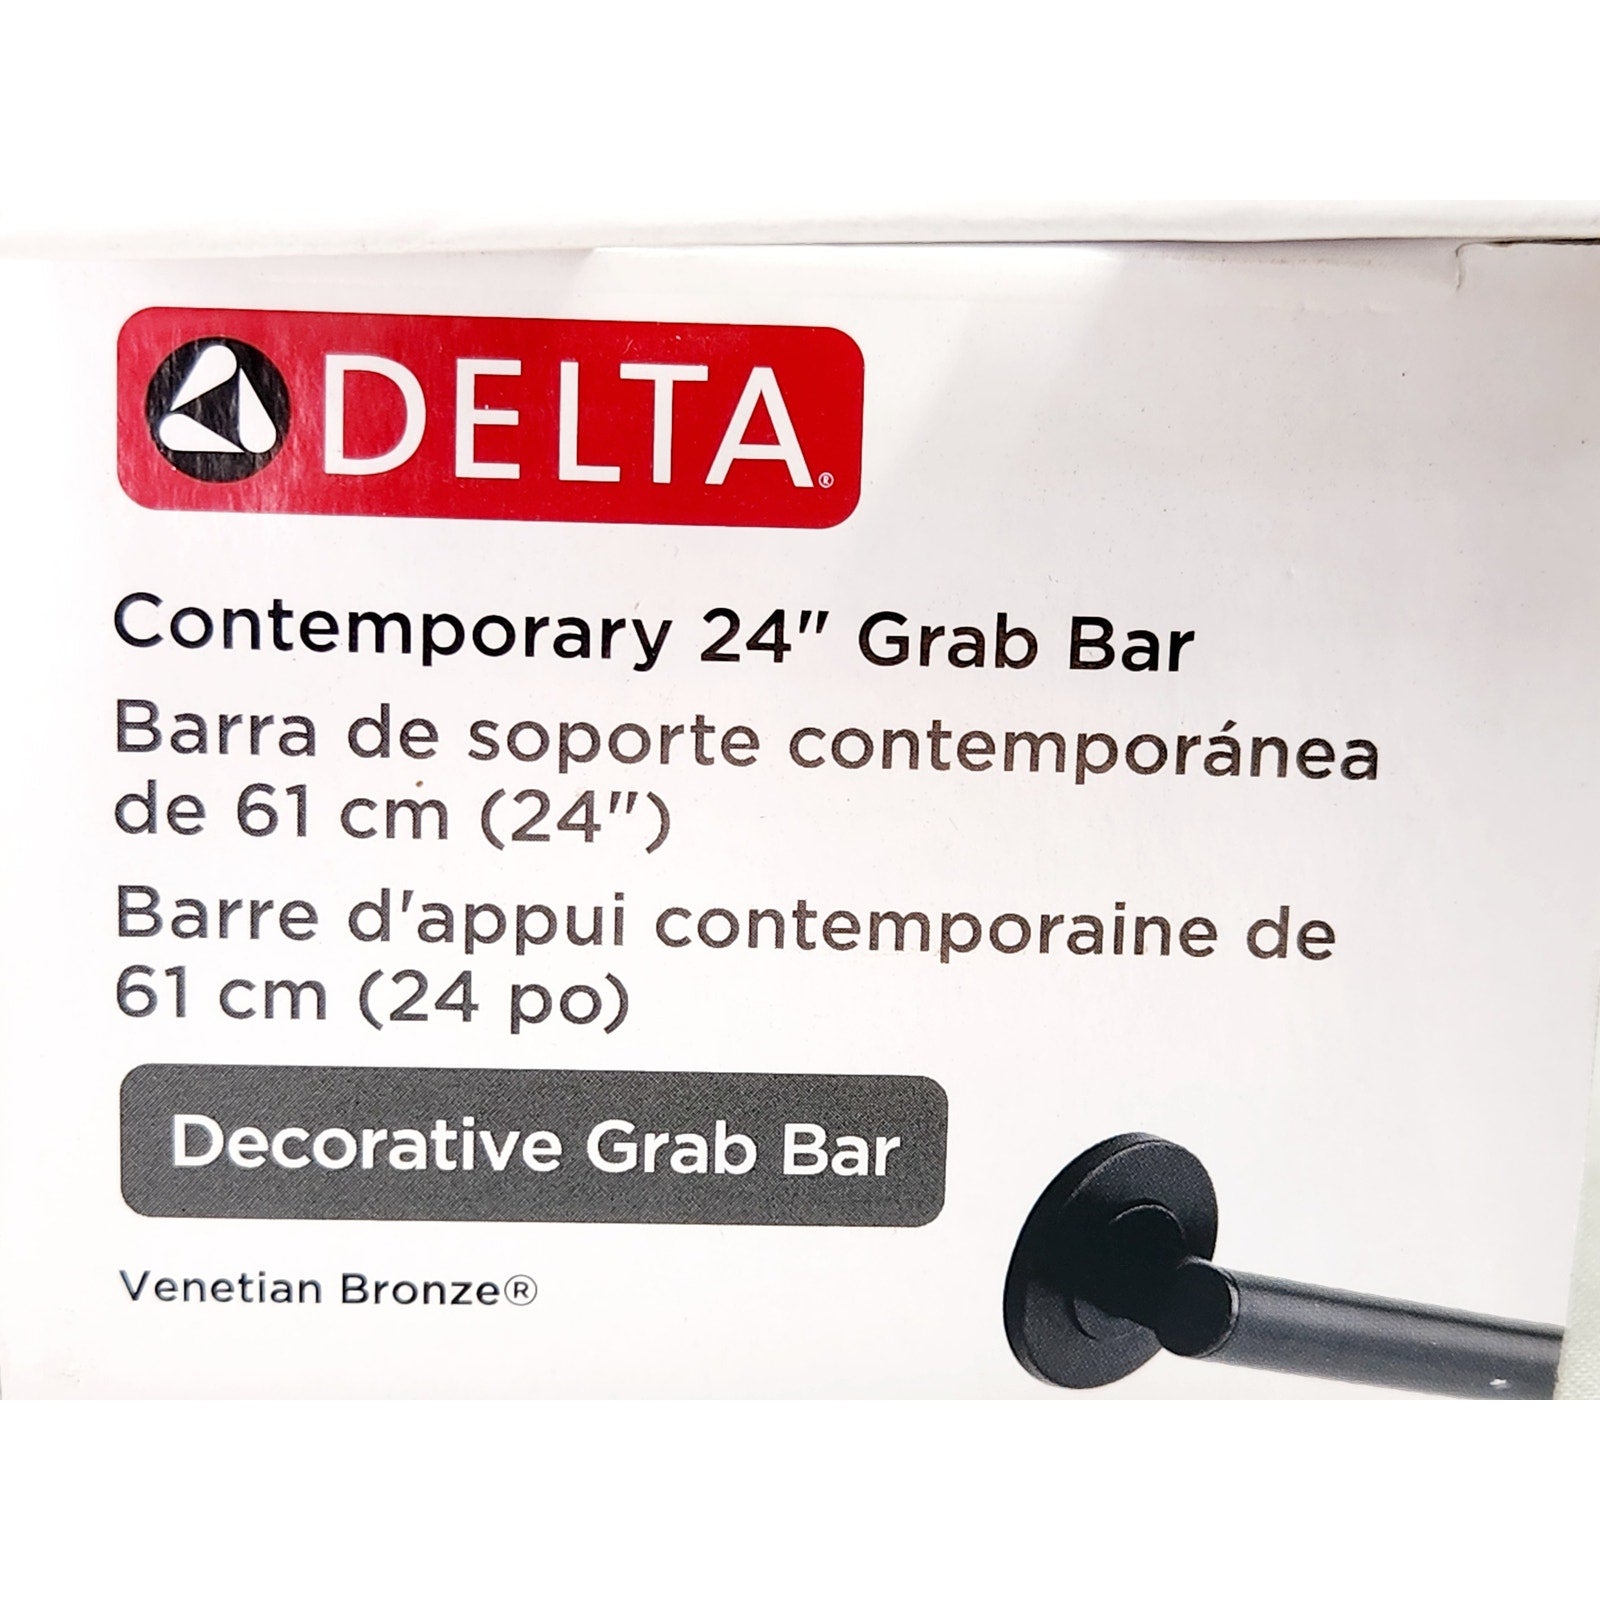 DELTA®
Contemporary 24" Grab Bar
Barra de soporte contemporánea
de 61 cm (24")
Barre d'appui contemporaine de
61 cm (24 po)
Decorative Grab Bar
Venetian Bronze®